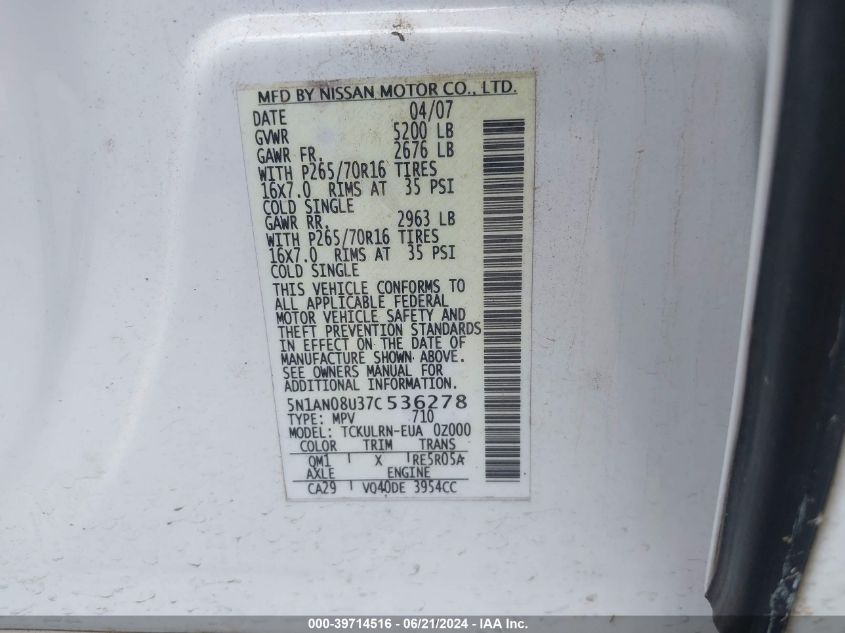 MFD BY NISSAN MOTOR CO., LTD.
DATE 04/07
GVWR 5200 LB
GAWR FR. 2676 LB
WITH P265/70R16 TIRES
16X7.0 RIMS AT 35 PSI
COLD SINGLE
GAWR RR. 2963 LB
WITH P265/70R16 TIRES
16X7.0 RIMS AT 35 PSI
COLD SINGLE
THIS VEHICLE CONFORMS TO
ALL APPLICABLE FEDERAL
MOTOR VEHICLE SAFETY AND
THEFT PREVENTION STANDARDS
IN EFFECT ON THE DATE OF
MANUFACTURE SHOWN ABOVE.
SEE OWNERS MANUAL FOR
ADDITIONAL INFORMATION.
5N1AN08U37C536278
TYPE: MPV 710
MODEL: TCKULRN-EUA 0Z000
COLOR TRIM TRANS
QM1 X RE5R05A
AXLE ENGINE
CA29 VQ40DE 3954CC
000-39714516 - 06/21/2024 - IAA Inc.